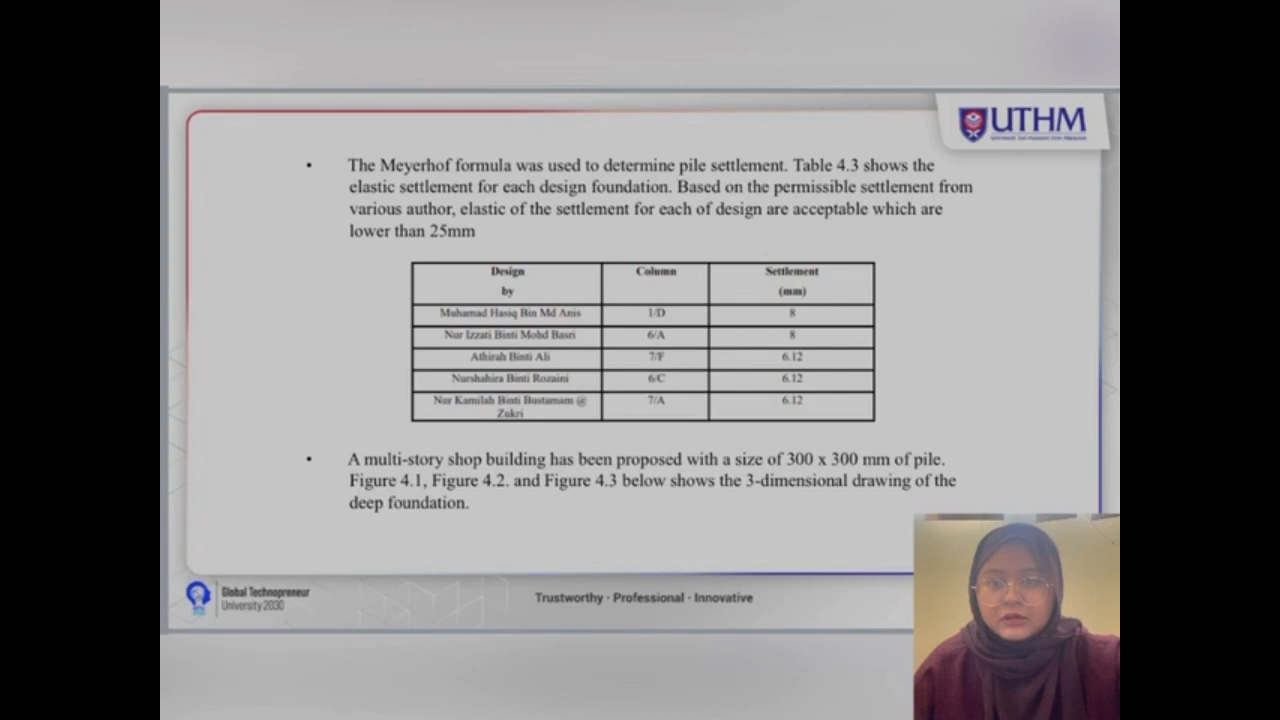 UTHM
• The Meyerhof formula was used to determine pile settlement. Table 4.3 shows the
elastic settlement for each design foundation. Based on the permissible settlement from
various author, elastic of the settlement for each of design are acceptable which are
lower than 25mm
Design by Column Settlement (mm)
Muhamad Hasiq Bin Md Anis 1/D 8
Nur Izzati Binti Mohd Basri 6/A 8
Athirah Binti Ali 7/F 6.12
Nurshahira Binti Rozaini 6/C 6.12
Nur Kamilah Binti Bustamam @ Zukri 7/A 6.12
• A multi-story shop building has been proposed with a size of 300 x 300 mm of pile.
Figure 4.1, Figure 4.2. and Figure 4.3 below shows the 3-dimensional drawing of the
deep foundation.
Global Technopreneur
University 2030
Trustworthy · Professional · Innovative